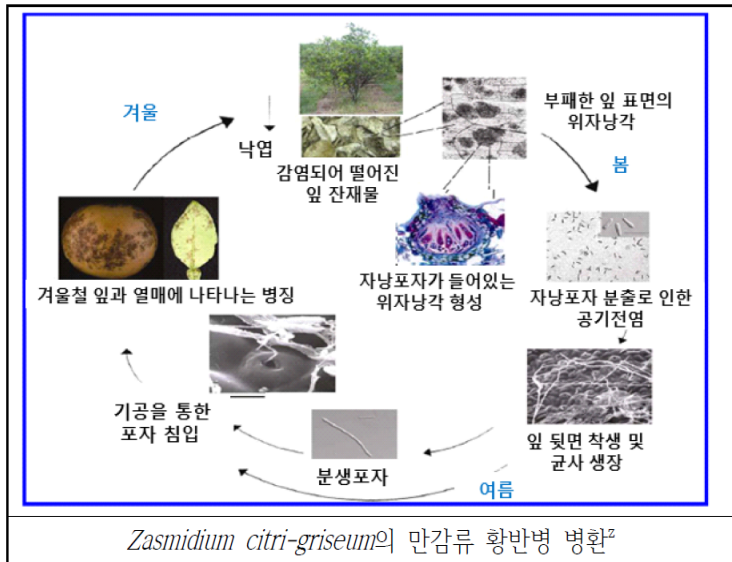 겨울
낙엽
감염되어 떨어진
잎 잔재물
부패한 잎 표면의
위자낭각
봄
자낭포자가 들어있는
위자낭각 형성
자낭포자 분출로 인한
공기전염
잎 뒷면 착생 및
균사 생장
여름
분생포자
기공을 통한
포자 침입
겨울철 잎과 열매에 나타나는 병징
Zasmidium citri-griseum의 만감류 황반병 병환z